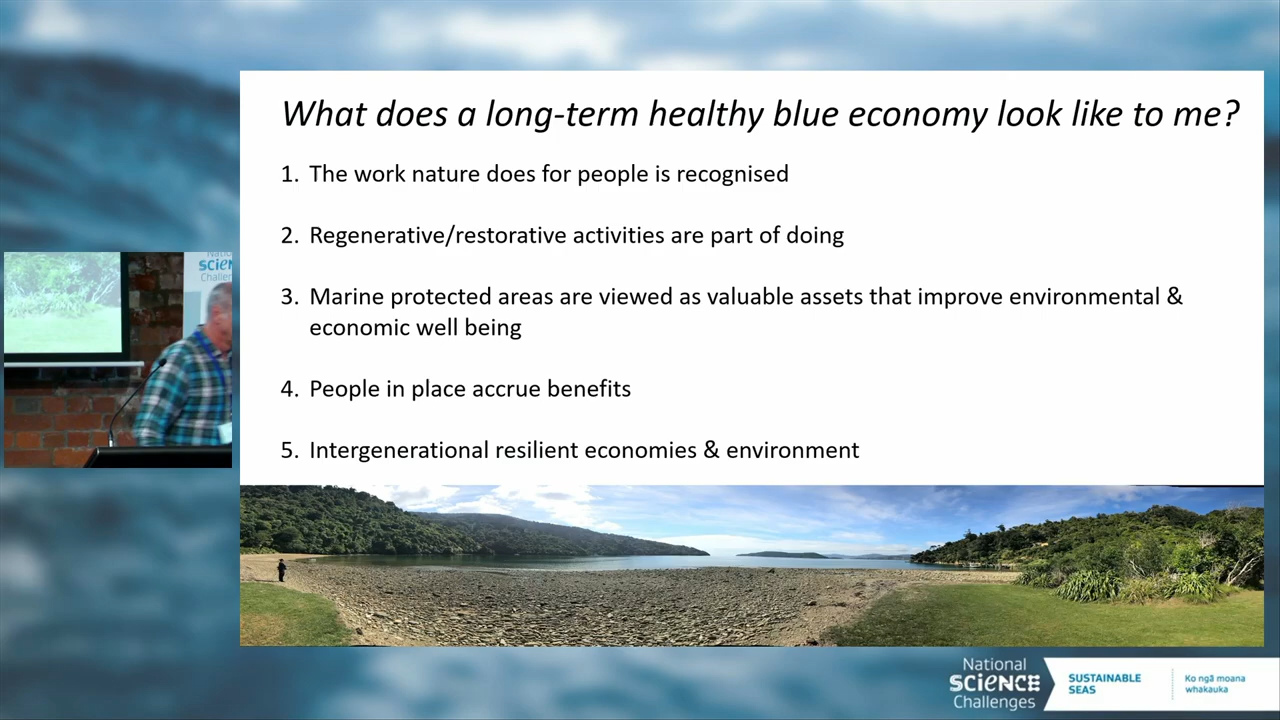 What does a long-term healthy blue economy look like to me?
1. The work nature does for people is recognised
2. Regenerative/restorative activities are part of doing
3. Marine protected areas are viewed as valuable assets that improve environmental &
economic well being
4. People in place accrue benefits
5. Intergenerational resilient economies & environment
National
SCIENCE
Challenges
SUSTAINABLE
SEAS
Ko ngā moana
whakauka